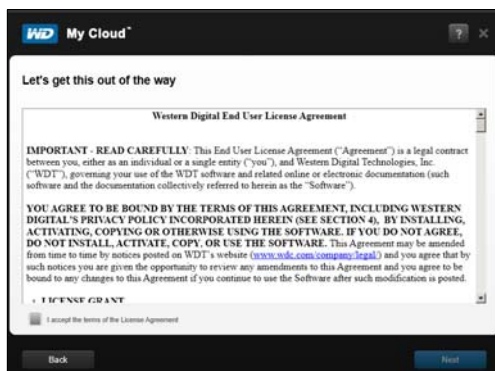 WD My Cloud™
? ×
Let's get this out of the way
Western Digital End User License Agreement
IMPORTANT - READ CAREFULLY: This End User License Agreement ("Agreement") is a legal contract
between you, either as an individual or a single entity ("you"), and Western Digital Technologies, Inc.
("WDT"), governing your use of the WDT software and related online or electronic documentation (such
software and the documentation collectively referred to herein as the "Software").
YOU AGREE TO BE BOUND BY THE TERMS OF THIS AGREEMENT, INCLUDING WESTERN
DIGITAL'S PRIVACY POLICY INCORPORATED HEREIN (SEE SECTION 4), BY INSTALLING,
ACTIVATING, COPYING OR OTHERWISE USING THE SOFTWARE. IF YOU DO NOT AGREE,
DO NOT INSTALL, ACTIVATE, COPY, OR USE THE SOFTWARE. This Agreement may be amended
from time to time by notices posted on WDT's website (www.wdc.com/company/legal/) and you agree that by
such notices you are given the opportunity to review any amendments to this Agreement and you agree to be
bound to any changes to this Agreement if you continue to use the Software after such modification is posted.
LICENSE GRANT
I accept the terms of the License Agreement
Back
Next